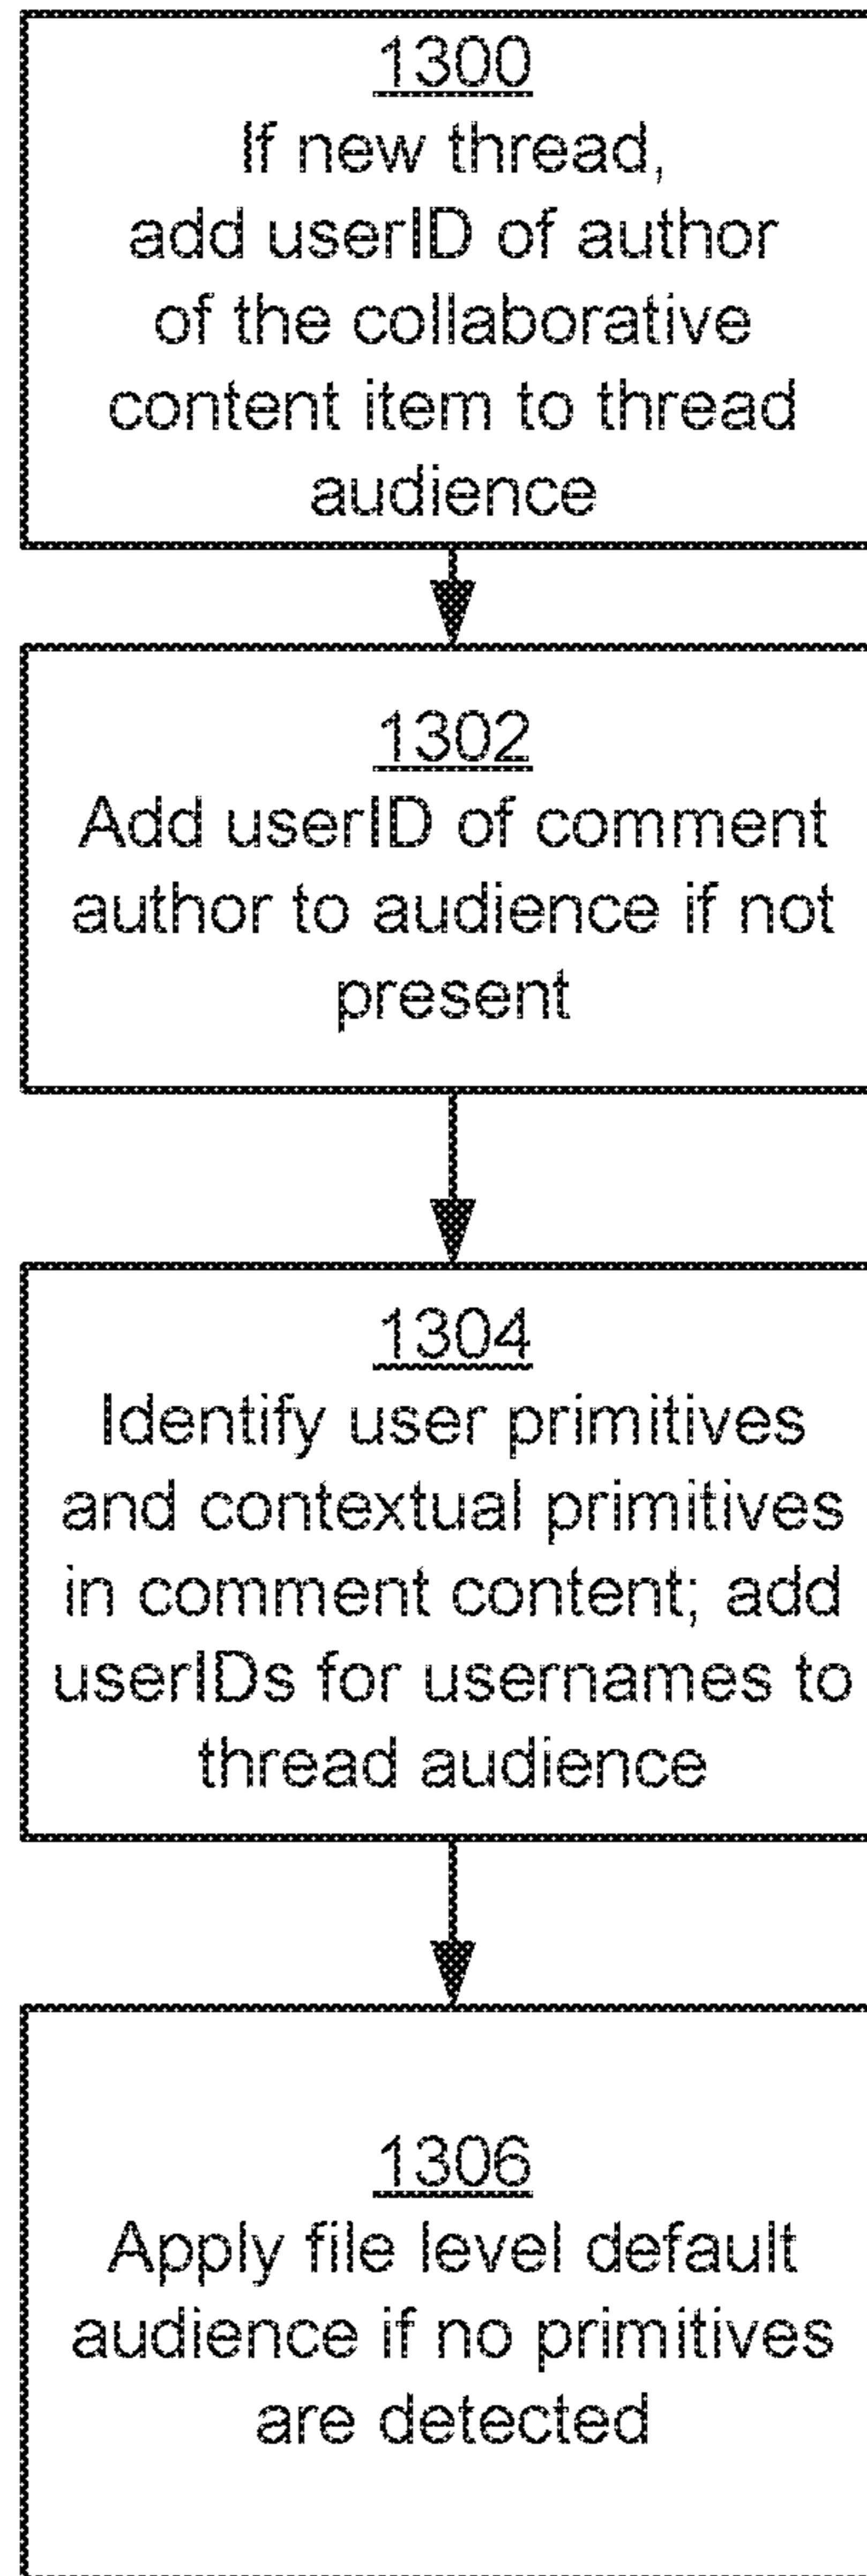 1300
If new thread,
add userID of author
of the collaborative
content item to thread
audience
1302
Add userID of comment
author to audience if not
present
1304
Identify user primitives
and contextual primitives
in comment content; add
userIDs for usernames to
thread audience
1306
Apply file level default
audience if no primitives
are detected